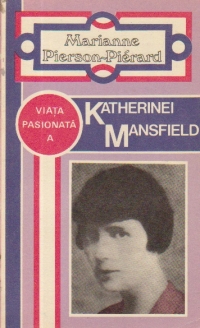 Marianne
Pierson-Piérard
VIAȚA
PASIONATĂ
A
KATHERINEI
MANSFIELD